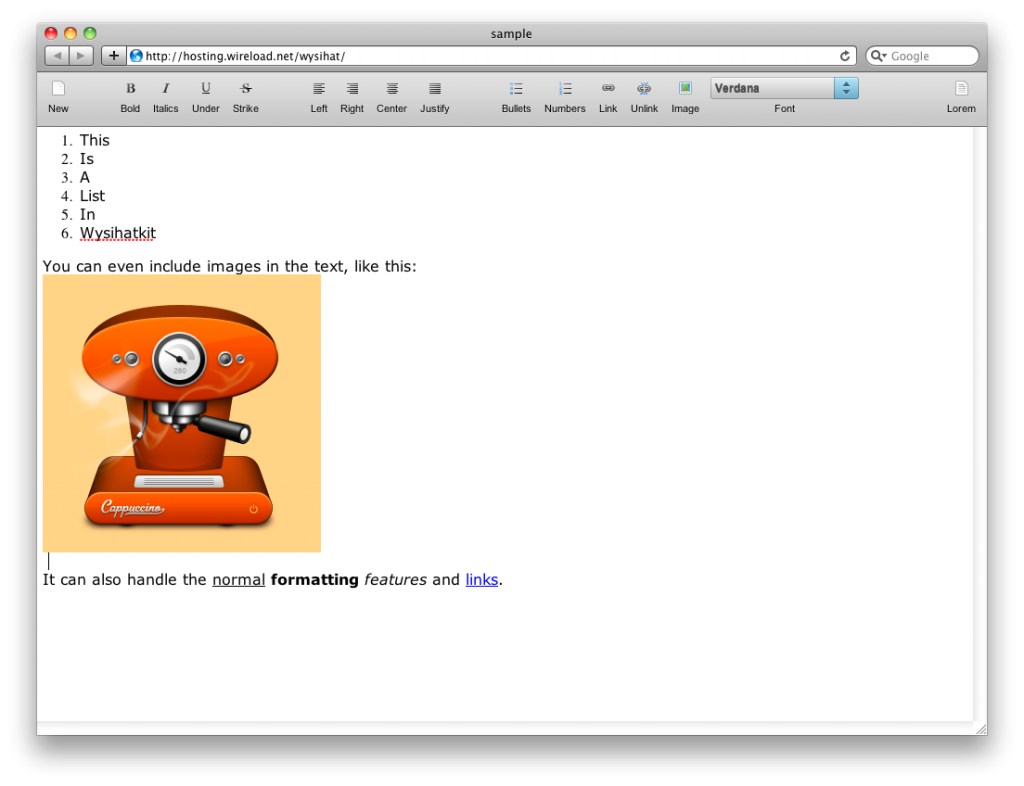 sample
http://hosting.wireload.net/wysihat/
Google
B I U S Verdana
New Bold Italics Under Strike Left Right Center Justify Bullets Numbers Link Unlink Image Font Lorem
1. This
2. Is
3. A
4. List
5. In
6. Wysihatkit
You can even include images in the text, like this:
260
Cappuccino
It can also handle the normal formatting features and links.